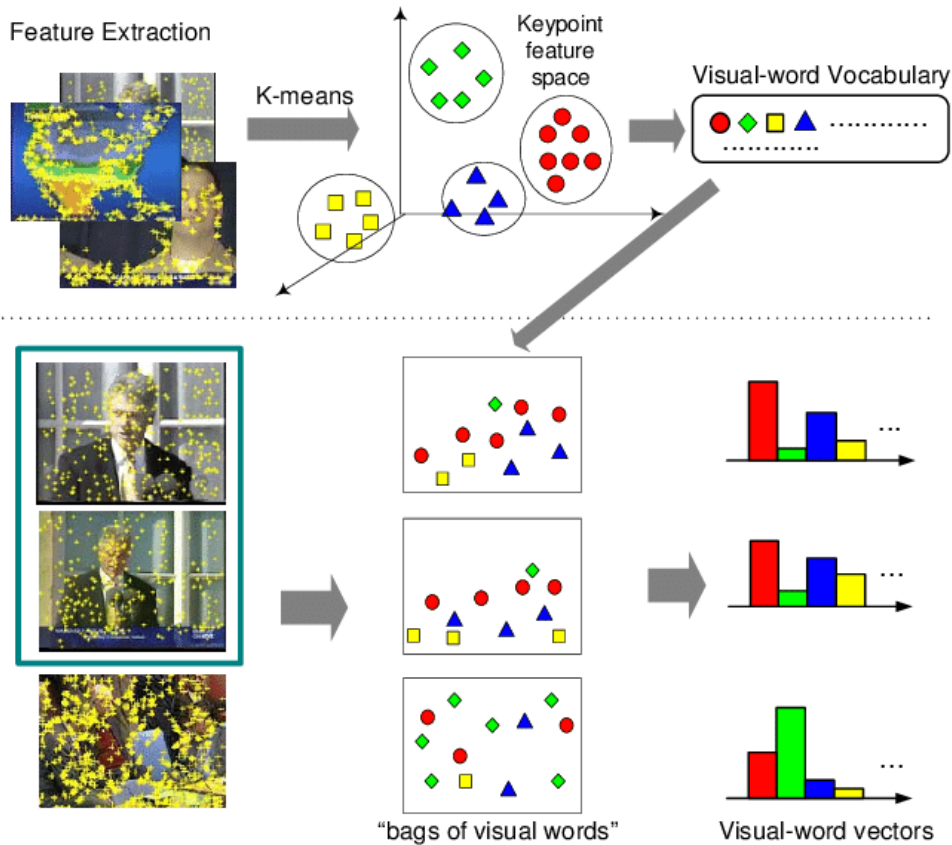 Feature Extraction
K-means
Keypoint
feature
space
Visual-word Vocabulary
............
............
...
...
...
"bags of visual words"
Visual-word vectors